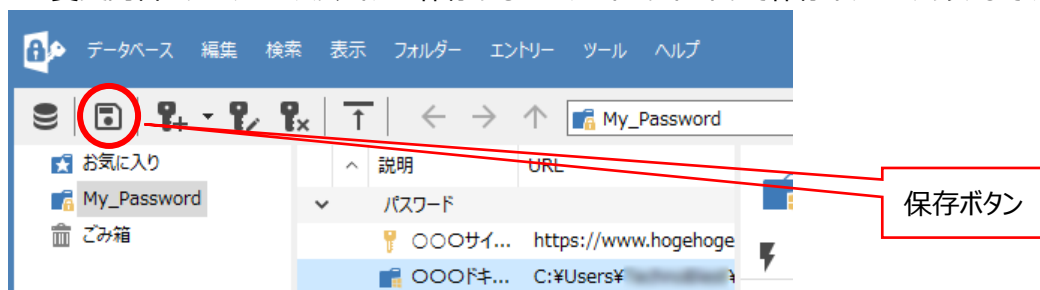 データベース 編集 検索 表示 フォルダー エントリー ツール ヘルプ
My_Password
お気に入り
My_Password
ごみ箱
説明 URL
パスワード
○○○サイ... https://www.hogehoge
○○○ドキ... C:¥Users¥
保存ボタン